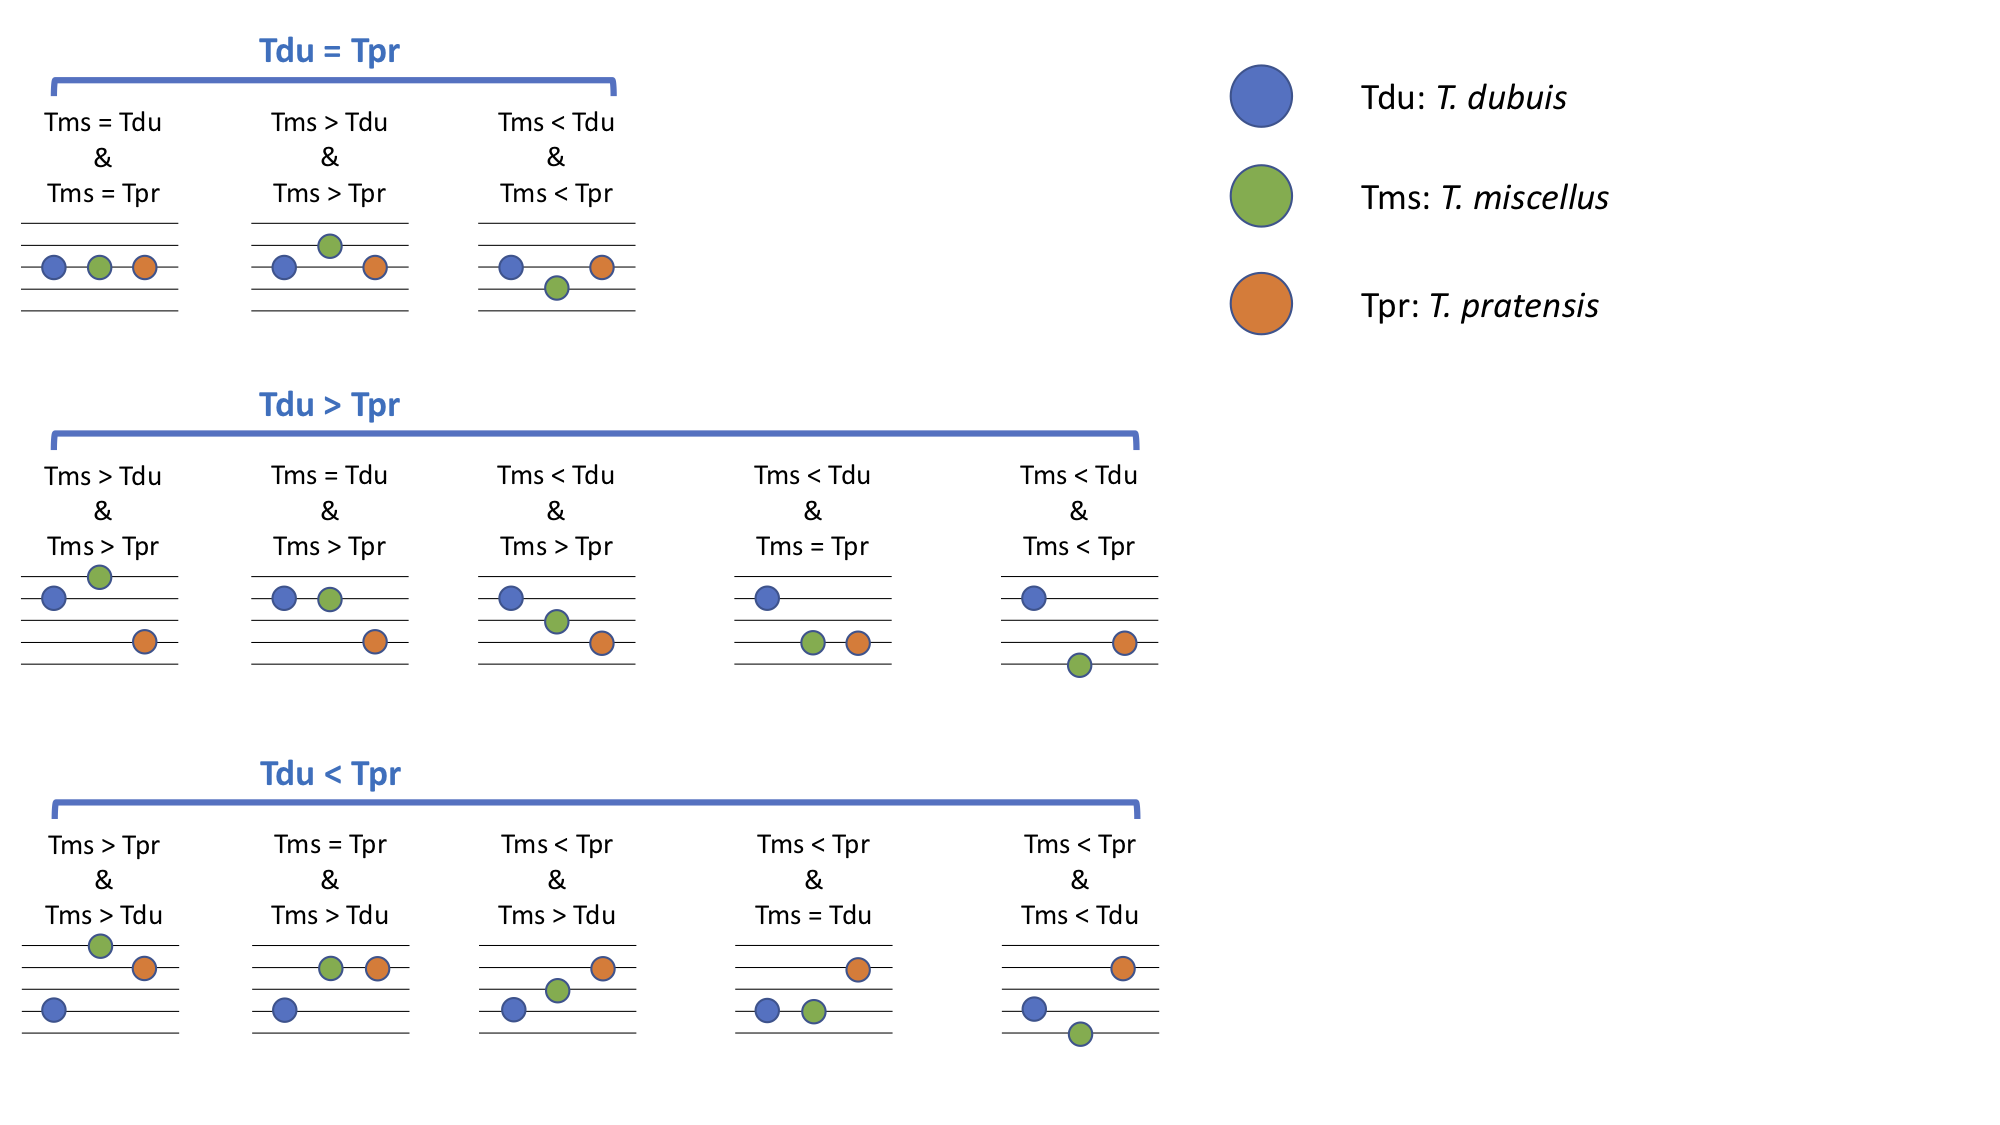 Tdu = Tpr
Tms = Tdu
&
Tms = Tpr
Tms > Tdu
&
Tms > Tpr
Tms < Tdu
&
Tms < Tpr
Tdu: T. dubuis
Tms: T. miscellus
Tpr: T. pratensis
Tdu > Tpr
Tms > Tdu
&
Tms > Tpr
Tms = Tdu
&
Tms > Tpr
Tms < Tdu
&
Tms > Tpr
Tms < Tdu
&
Tms = Tpr
Tms < Tdu
&
Tms < Tpr
Tdu < Tpr
Tms > Tpr
&
Tms > Tdu
Tms = Tpr
&
Tms > Tdu
Tms < Tpr
&
Tms > Tdu
Tms < Tpr
&
Tms = Tdu
Tms < Tpr
&
Tms < Tdu